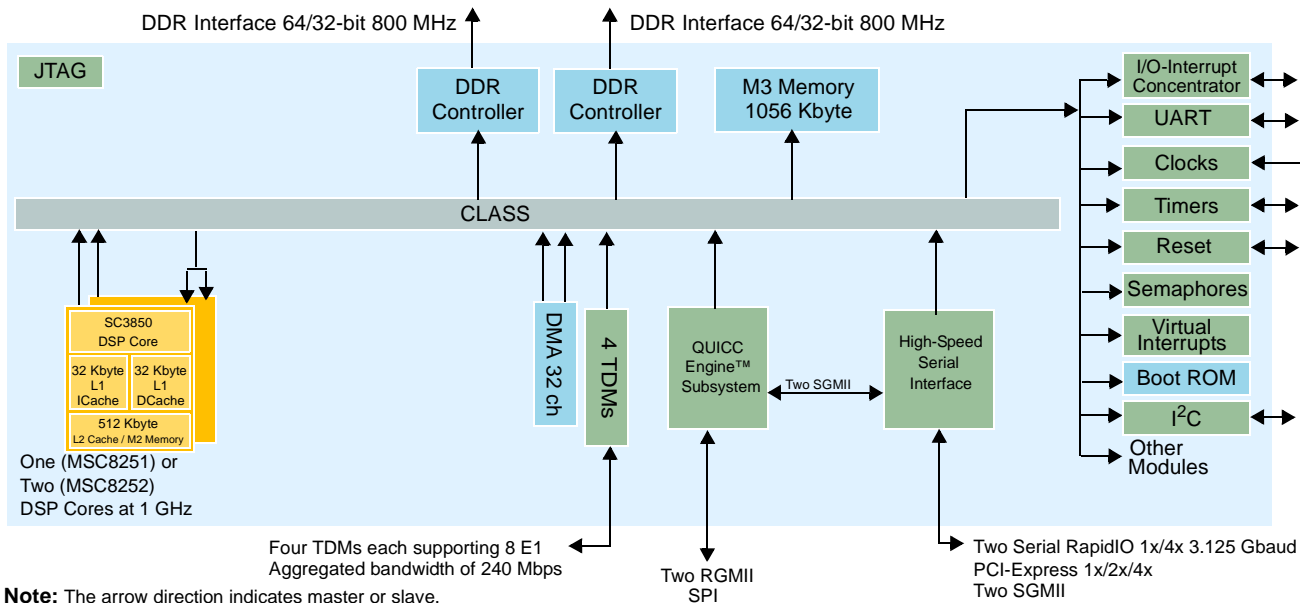 DDR Interface 64/32-bit 800 MHz
DDR Interface 64/32-bit 800 MHz
JTAG
DDR
Controller
DDR
Controller
M3 Memory
1056 Kbyte
I/O-Interrupt
Concentrator
UART
Clocks
Timers
Reset
Semaphores
Virtual
Interrupts
Boot ROM
I²C
Other
Modules
CLASS
SC3850
DSP Core
32 Kbyte
L1
ICache
32 Kbyte
L1
DCache
512 Kbyte
L2 Cache / M2 Memory
One (MSC8251) or
Two (MSC8252)
DSP Cores at 1 GHz
DMA 32 ch
4 TDMs
QUICC
Engine™
Subsystem
Two SGMII
High-Speed
Serial
Interface
Four TDMs each supporting 8 E1
Aggregated bandwidth of 240 Mbps
Two RGMII
SPI
Two Serial RapidIO 1x/4x 3.125 Gbaud
PCI-Express 1x/2x/4x
Two SGMII
Note: The arrow direction indicates master or slave.